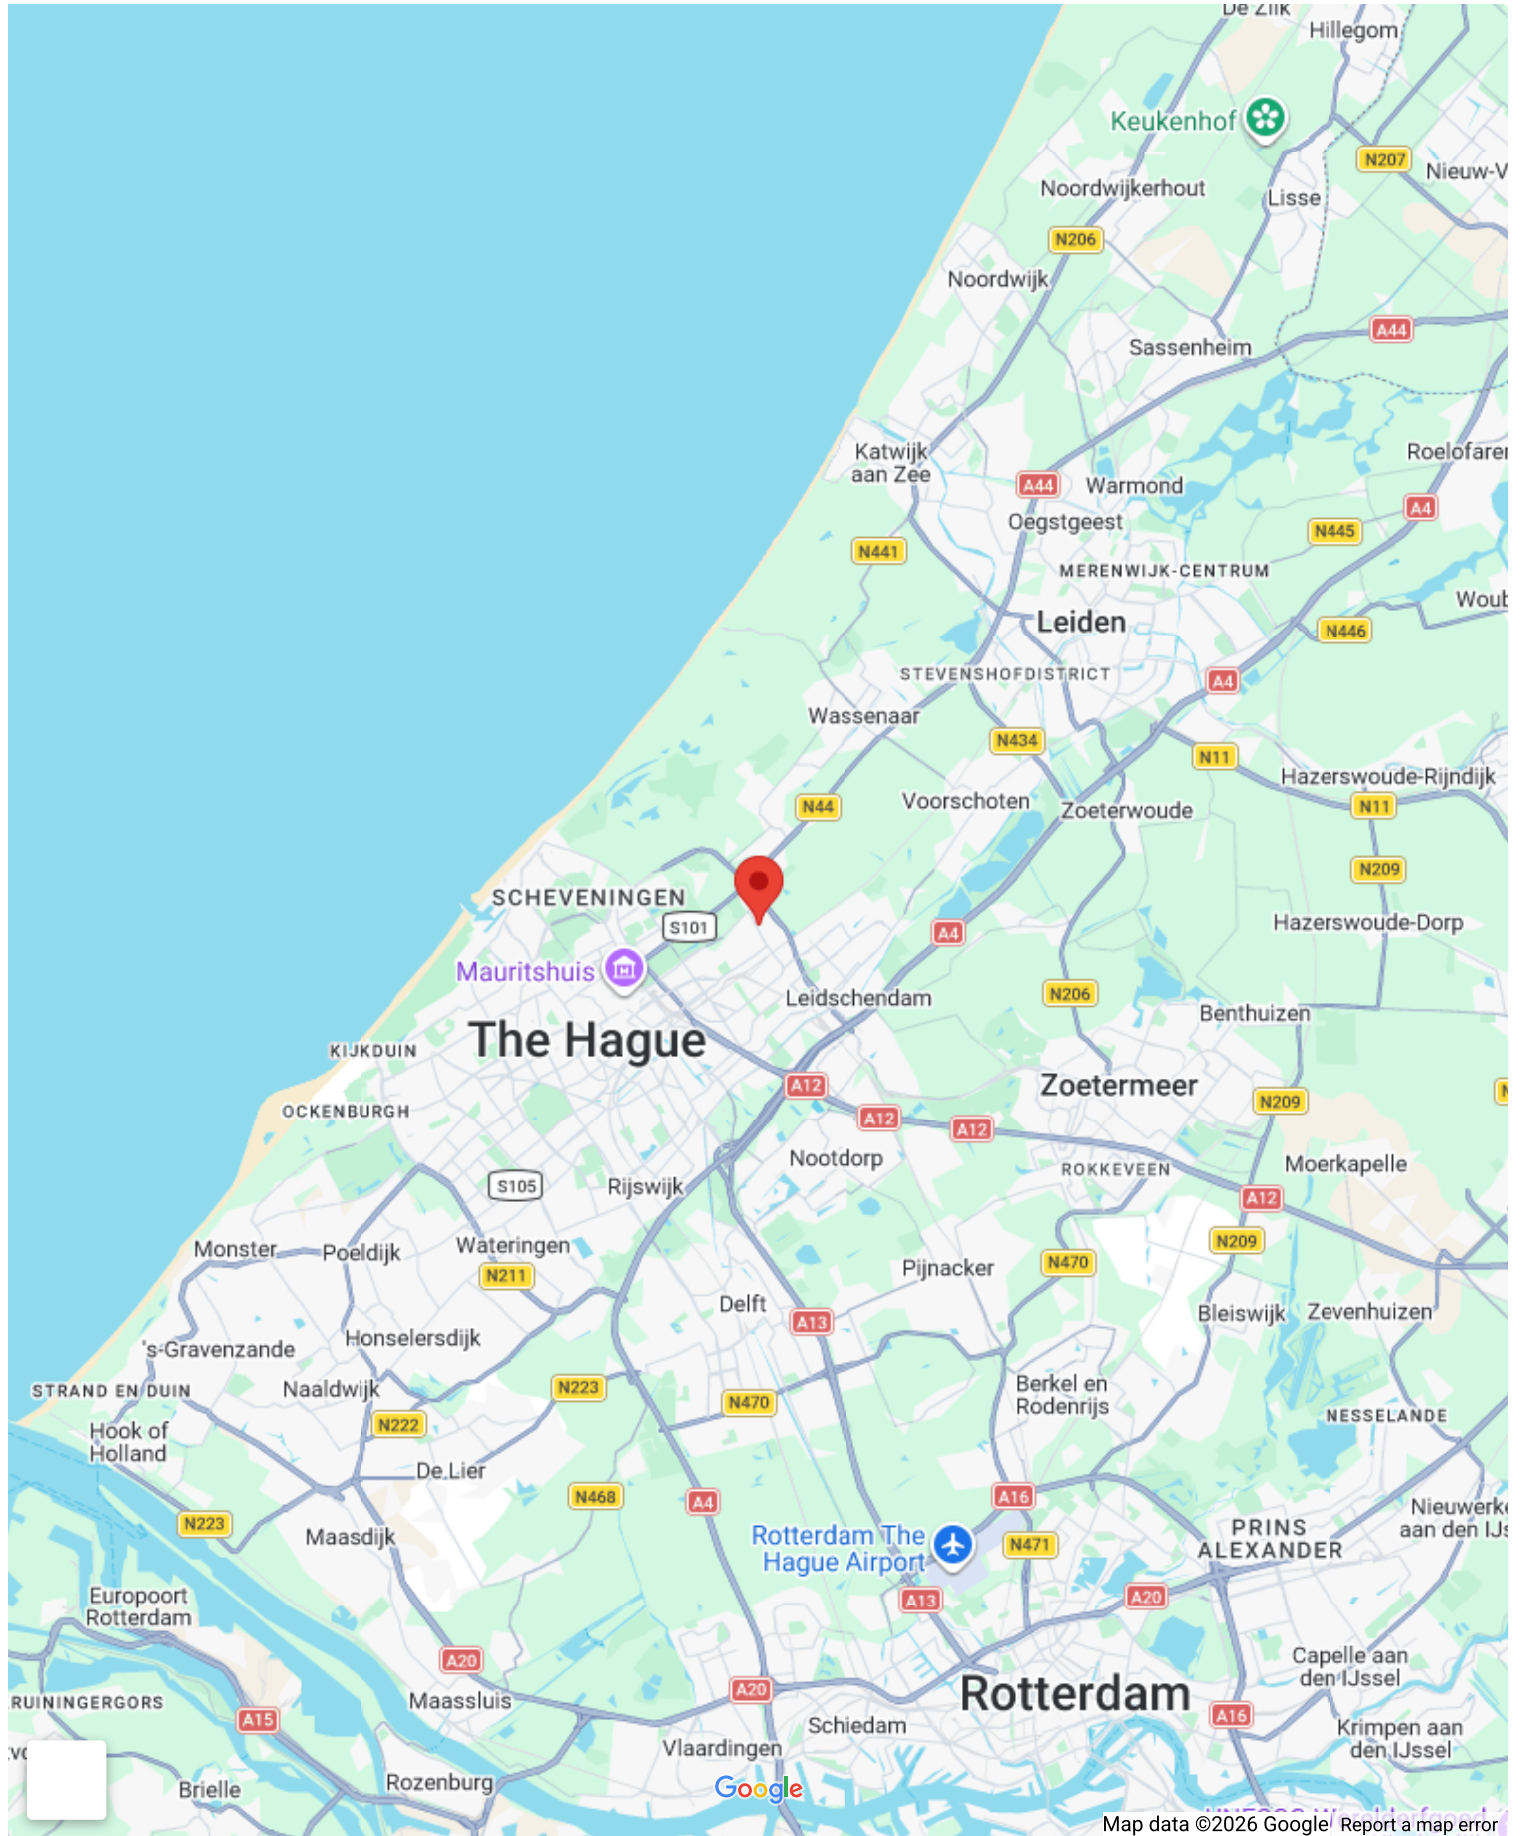 De Zilk
Hillegom
Keukenhof
N207
Nieuw-V
Noordwijkerhout
Lisse
N206
Noordwijk
A44
Sassenheim
Katwijk
aan Zee
Roelofaren
A44
Warmond
A4
Oegstgeest
N445
N441
MERENWIJK-CENTRUM
Woub
Leiden
N446
STEVENSHOFDISTRICT
A4
Wassenaar
N434
N11
Hazerswoude-Rijndijk
Voorschoten
N44
Zoeterwoude
N11
N209
SCHEVENINGEN
S101
Hazerswoude-Dorp
A4
Mauritshuis
Leidschendam
N206
Benthuizen
The Hague
KIJKDUIN
A12
Zoetermeer
N209
OCKENBURGH
A12
A12
Nootdorp
ROKKEVEEN
Moerkapelle
S105
Rijswijk
A12
Monster
Poeldijk
Wateringen
N209
N211
Pijnacker
N470
Delft
A13
Bleiswijk
Zevenhuizen
Honselersdijk
's-Gravenzande
STRAND EN DUIN
Naaldwijk
N223
Berkel en
Rodenrijs
N470
N222
NESSELANDE
Hook of
Holland
De Lier
N468
A4
A16
N223
Maasdijk
Rotterdam The
Hague Airport
N471
PRINS
ALEXANDER
Nieuwerke
aan den IJs
Europoort
Rotterdam
A13
A20
A20
Capelle aan
den IJssel
RUININGERGORS
Maassluis
A20
Rotterdam
A15
A16
Schiedam
Krimpen aan
den IJssel
Vlaardingen
Brielle
Rozenburg
Google
Map data ©2026 Google
Report a map error